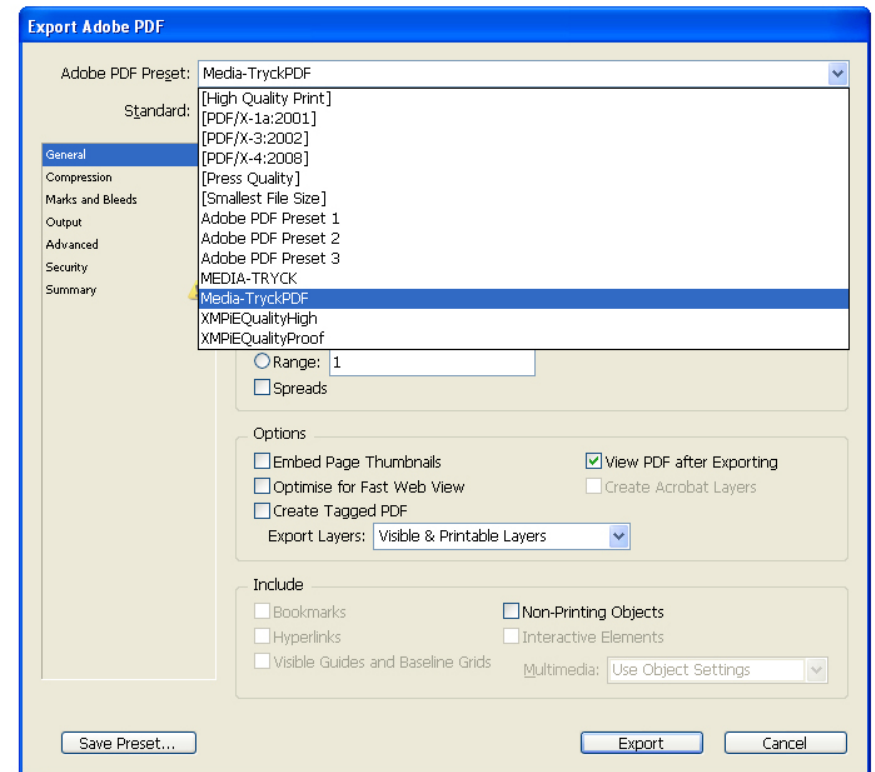 Export Adobe PDF
Adobe PDF Preset: Media-TryckPDF
Standard:
[High Quality Print]
[PDF/X-1a:2001]
[PDF/X-3:2002]
[PDF/X-4:2008]
[Press Quality]
[Smallest File Size]
Adobe PDF Preset 1
Adobe PDF Preset 2
Adobe PDF Preset 3
MEDIA-TRYCK
Media-TryckPDF
XMPiEQualityHigh
XMPiEQualityProof
General
Compression
Marks and Bleeds
Output
Advanced
Security
Summary
Range: 1
Spreads
Options
Embed Page Thumbnails
View PDF after Exporting
Optimise for Fast Web View
Create Acrobat Layers
Create Tagged PDF
Export Layers: Visible & Printable Layers
Include
Bookmarks
Non-Printing Objects
Hyperlinks
Interactive Elements
Visible Guides and Baseline Grids
Multimedia: Use Object Settings
Save Preset...
Export
Cancel